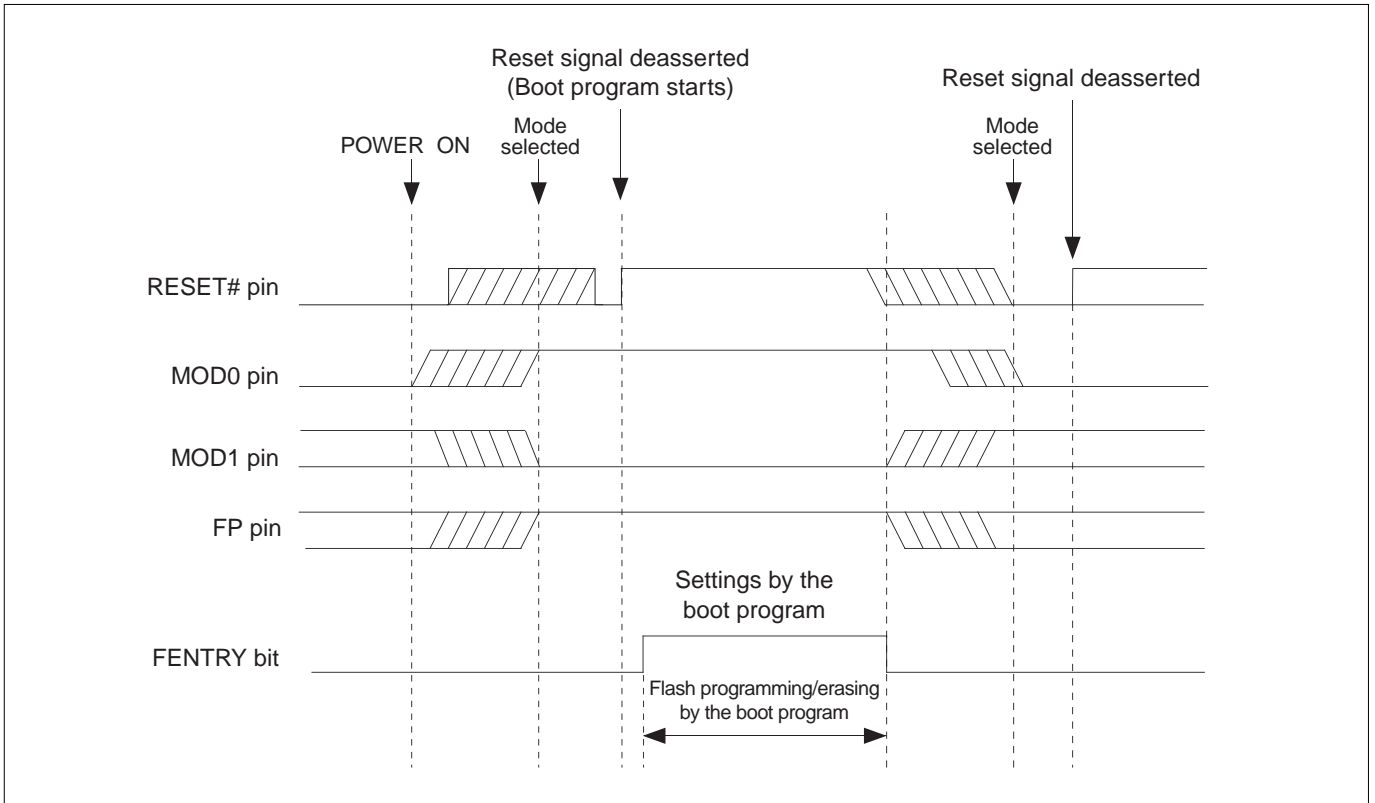 Reset signal deasserted
(Boot program starts)
Reset signal deasserted
POWER ON
Mode
selected
Mode
selected
RESET# pin
MOD0 pin
MOD1 pin
FP pin
Settings by the
boot program
FENTRY bit
Flash programming/erasing
by the boot program